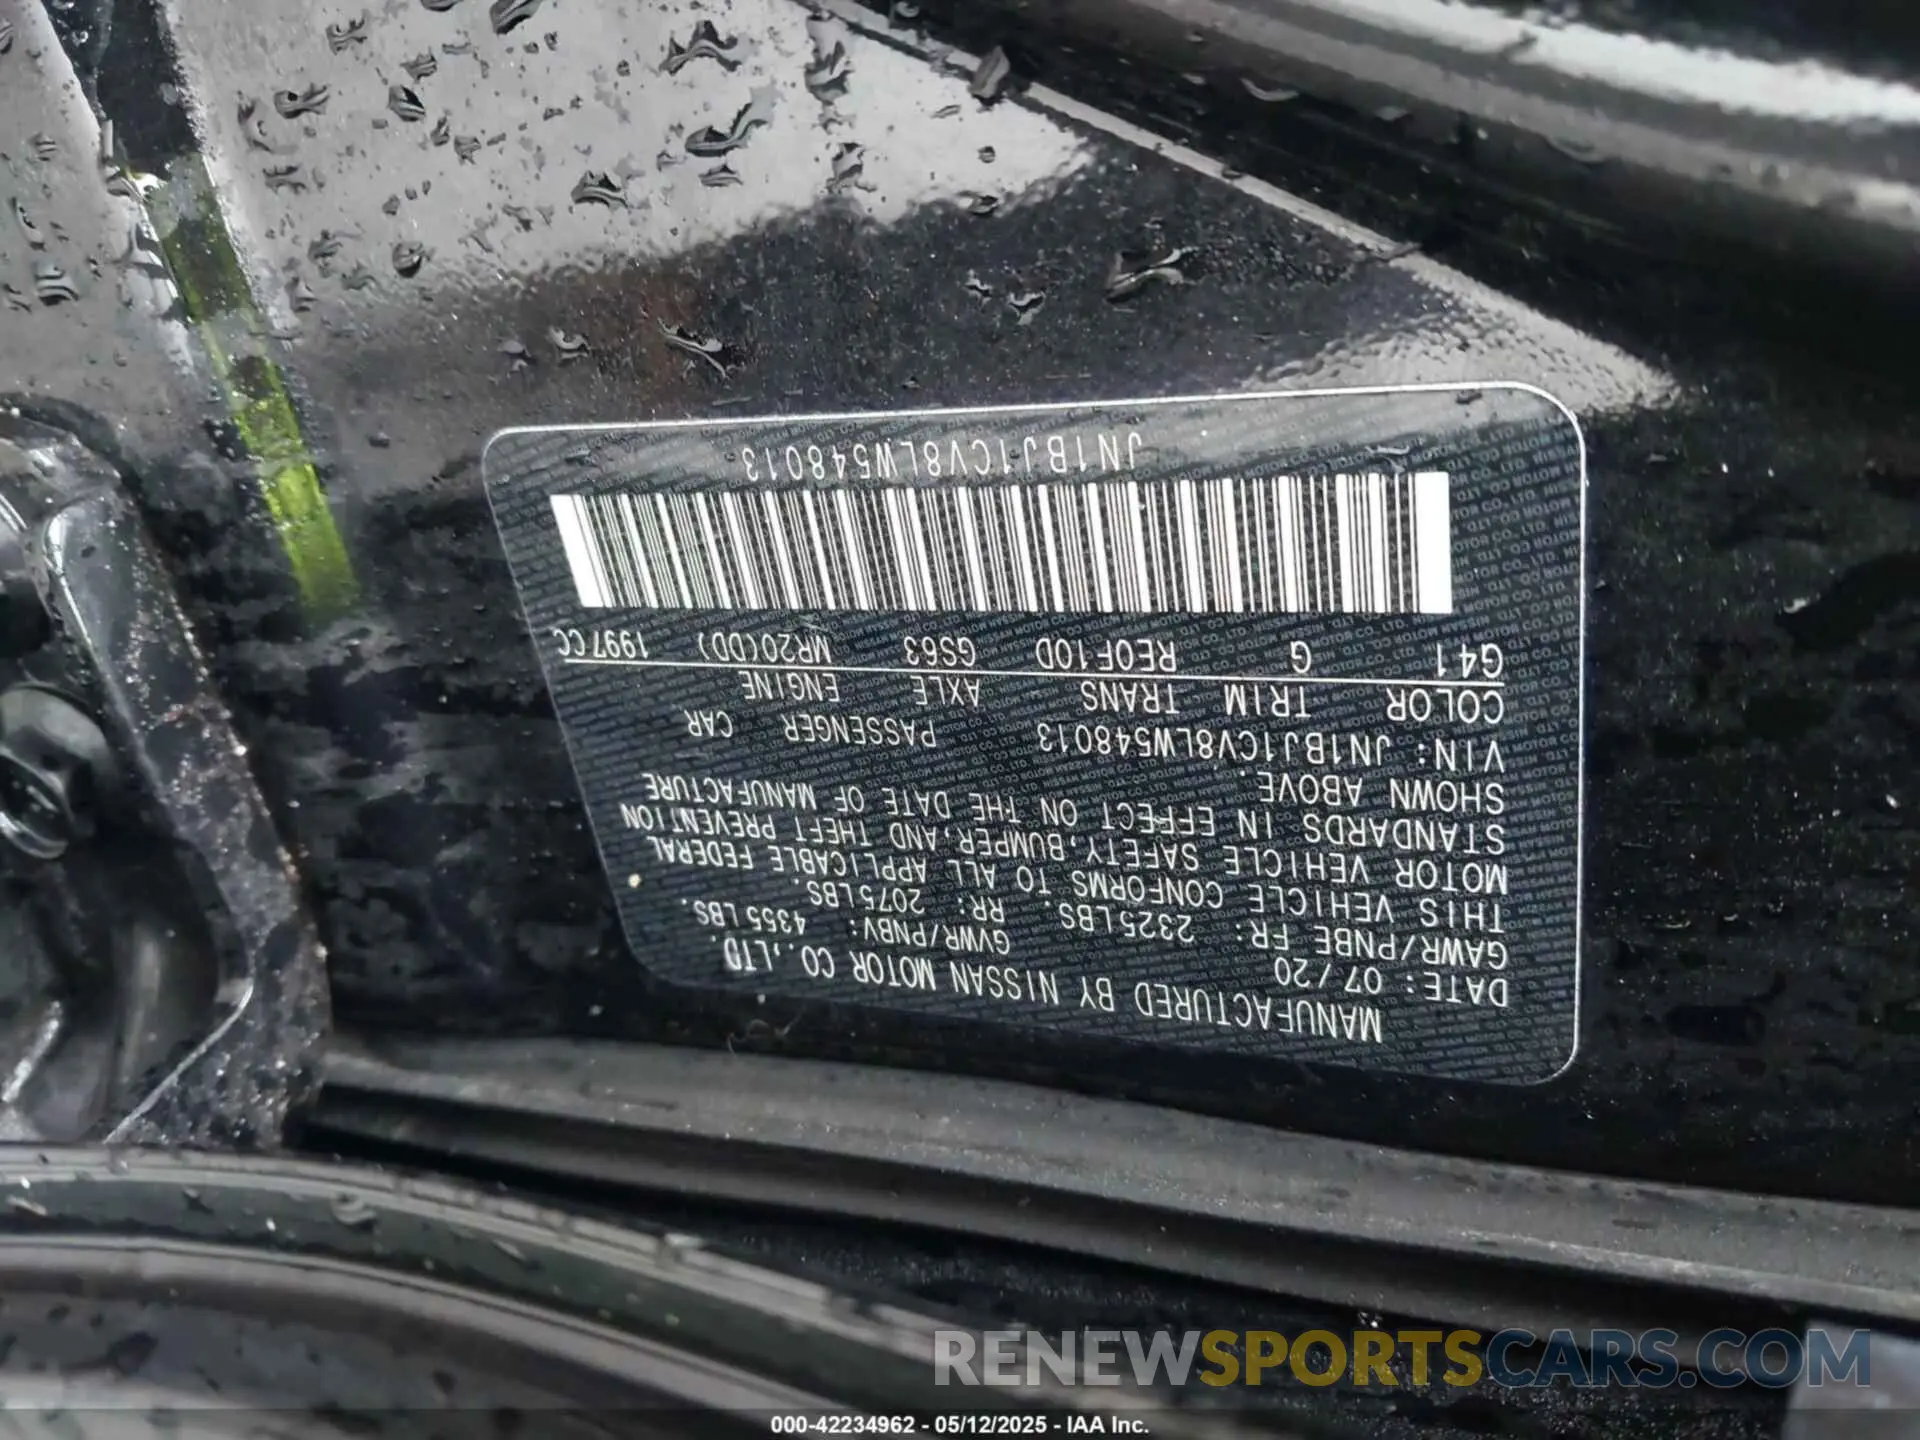 MANUFACTURED BY NISSAN MOTOR CO.,LTD.
DATE: 07/20
GVWR/PNBV: 4355LBS.
GAWR/PNBE FR: 2325LBS. RR: 2075LBS.
THIS VEHICLE CONFORMS TO ALL APPLICABLE FEDERAL
MOTOR VEHICLE SAFETY,BUMPER,AND THEFT PREVENTION
STANDARDS IN EFFECT ON THE DATE OF MANUFACTURE
SHOWN ABOVE.
VIN: JN1BJ1CV8LW548013 PASSENGER CAR
COLOR TRIM TRANS AXLE ENGINE
G41 G RE0F10D GS63 MR20(DD) 1997CC
JN1BJ1CV8LW548013
RENEWSPORTSCARS.COM
000-42234962 - 05/12/2025 - IAA Inc.